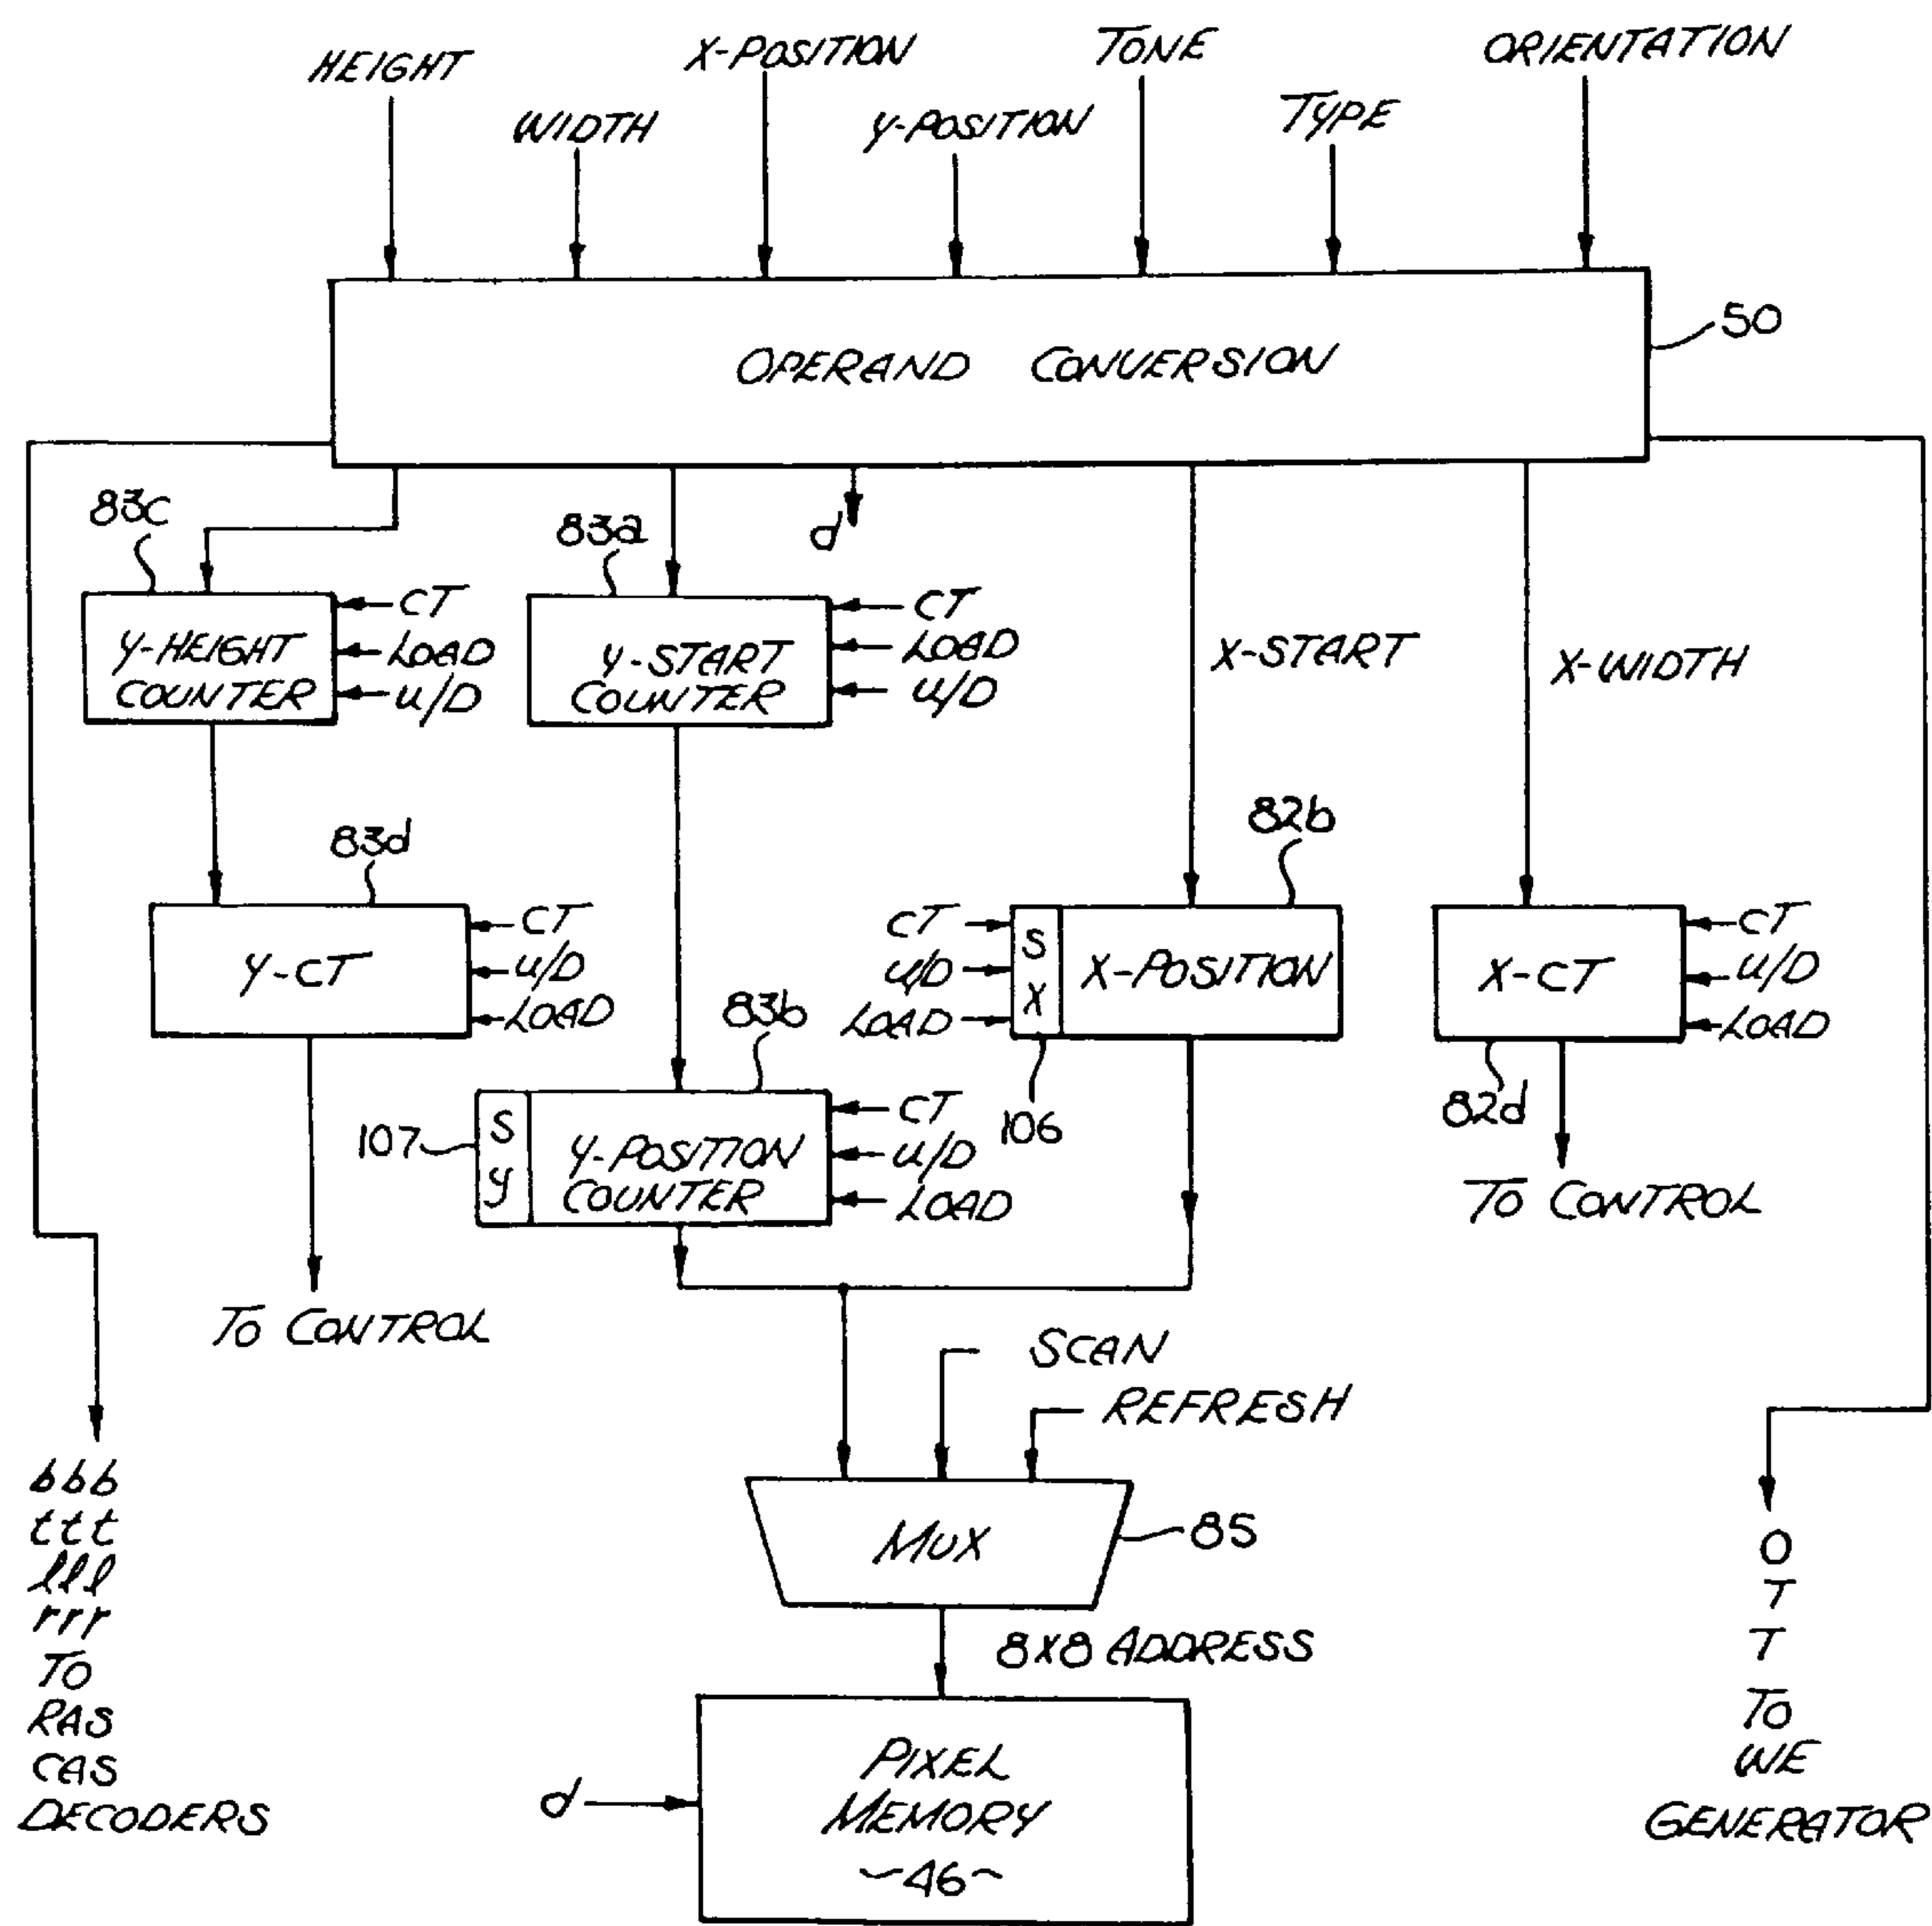 HEIGHT
X-POSITION
TONE
ORIENTATION
WIDTH
Y-POSITION
TYPE
OPERAND CONVERSION
50
83c
83a
d
Y-HEIGHT
COUNTER
CT
LOAD
U/D
Y-START
COUNTER
CT
LOAD
U/D
X-START
X-WIDTH
83d
82b
Y-CT
CT
U/D
LOAD
CT
U/D
LOAD
S
X
X-POSITION
X-CT
CT
U/D
LOAD
83b
106
82d
107
S
Y
Y-POSITION
COUNTER
CT
U/D
LOAD
TO CONTROL
TO CONTROL
SCAN
REFRESH
MUX
85
8X8 ADDRESS
bbb
ttt
lll
rrr
TO
RAS
CAS
DECODERS
O
T
T
TO
WE
GENERATOR
d
PIXEL
MEMORY
~46~